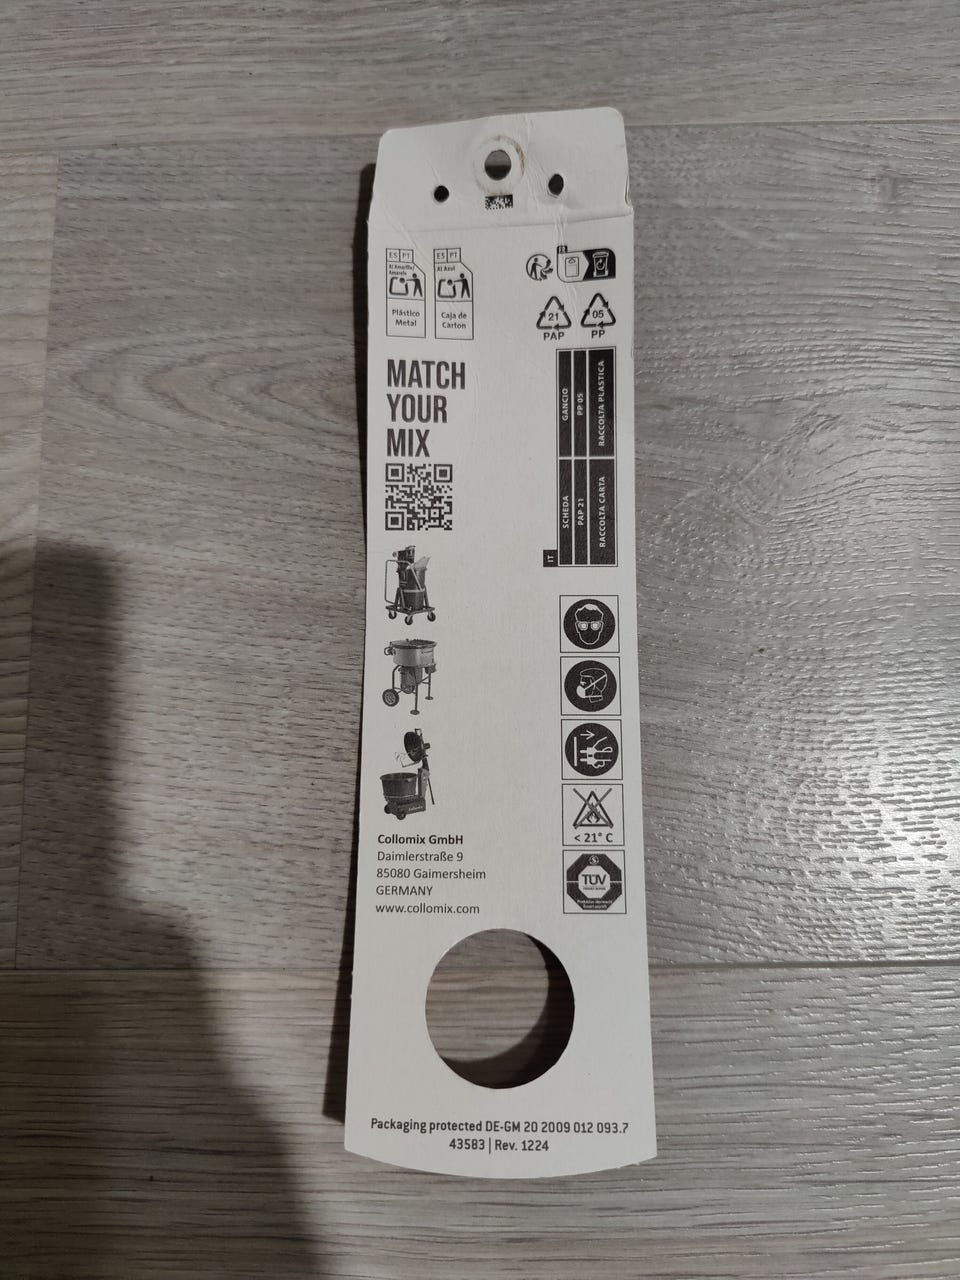 ES PT
Al Amarillo/
Amarelo
Plástico
Metal
ES PT
Al Azul
Caja de
Carton
FR
21
PAP
05
PP
MATCH
YOUR
MIX
IT
SCHEDA
GANCIO
PAP 21
PP 05
RACCOLTA CARTA
RACCOLTA PLASTICA
Collomix
< 21° C
TÜV
Collomix GmbH
Daimlerstraße 9
85080 Gaimersheim
GERMANY
www.collomix.com
Packaging protected DE-GM 20 2009 012 093.7
43583 | Rev. 1224